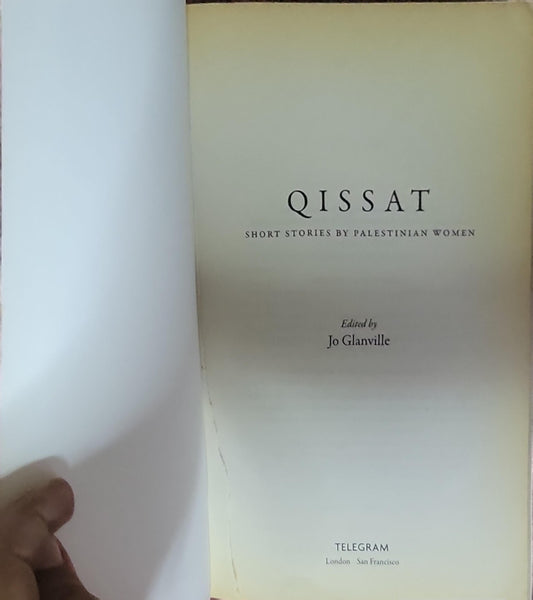 QISSAT
SHORT STORIES BY PALESTINIAN WOMEN
Edited by
Jo Glanville
TELEGRAM
London San Francisco